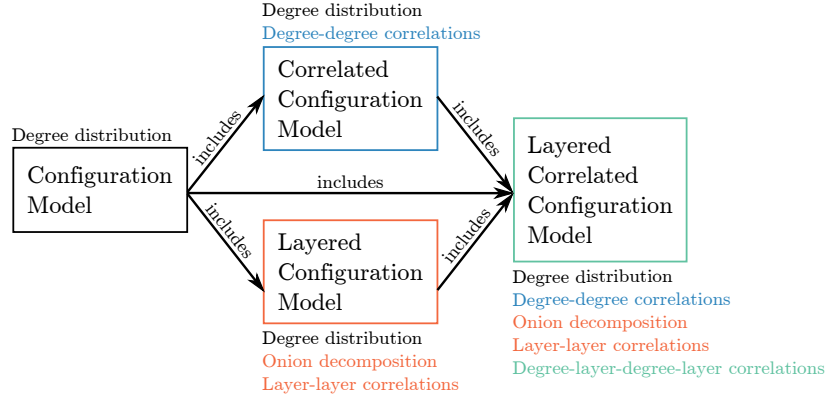 Degree distribution
Configuration
Model
Degree distribution
Degree-degree correlations
Correlated
Configuration
Model
includes
includes
includes
includes
includes
Layered
Configuration
Model
Degree distribution
Onion decomposition
Layer-layer correlations
Layered
Correlated
Configuration
Model
Degree distribution
Degree-degree correlations
Onion decomposition
Layer-layer correlations
Degree-layer-degree-layer correlations